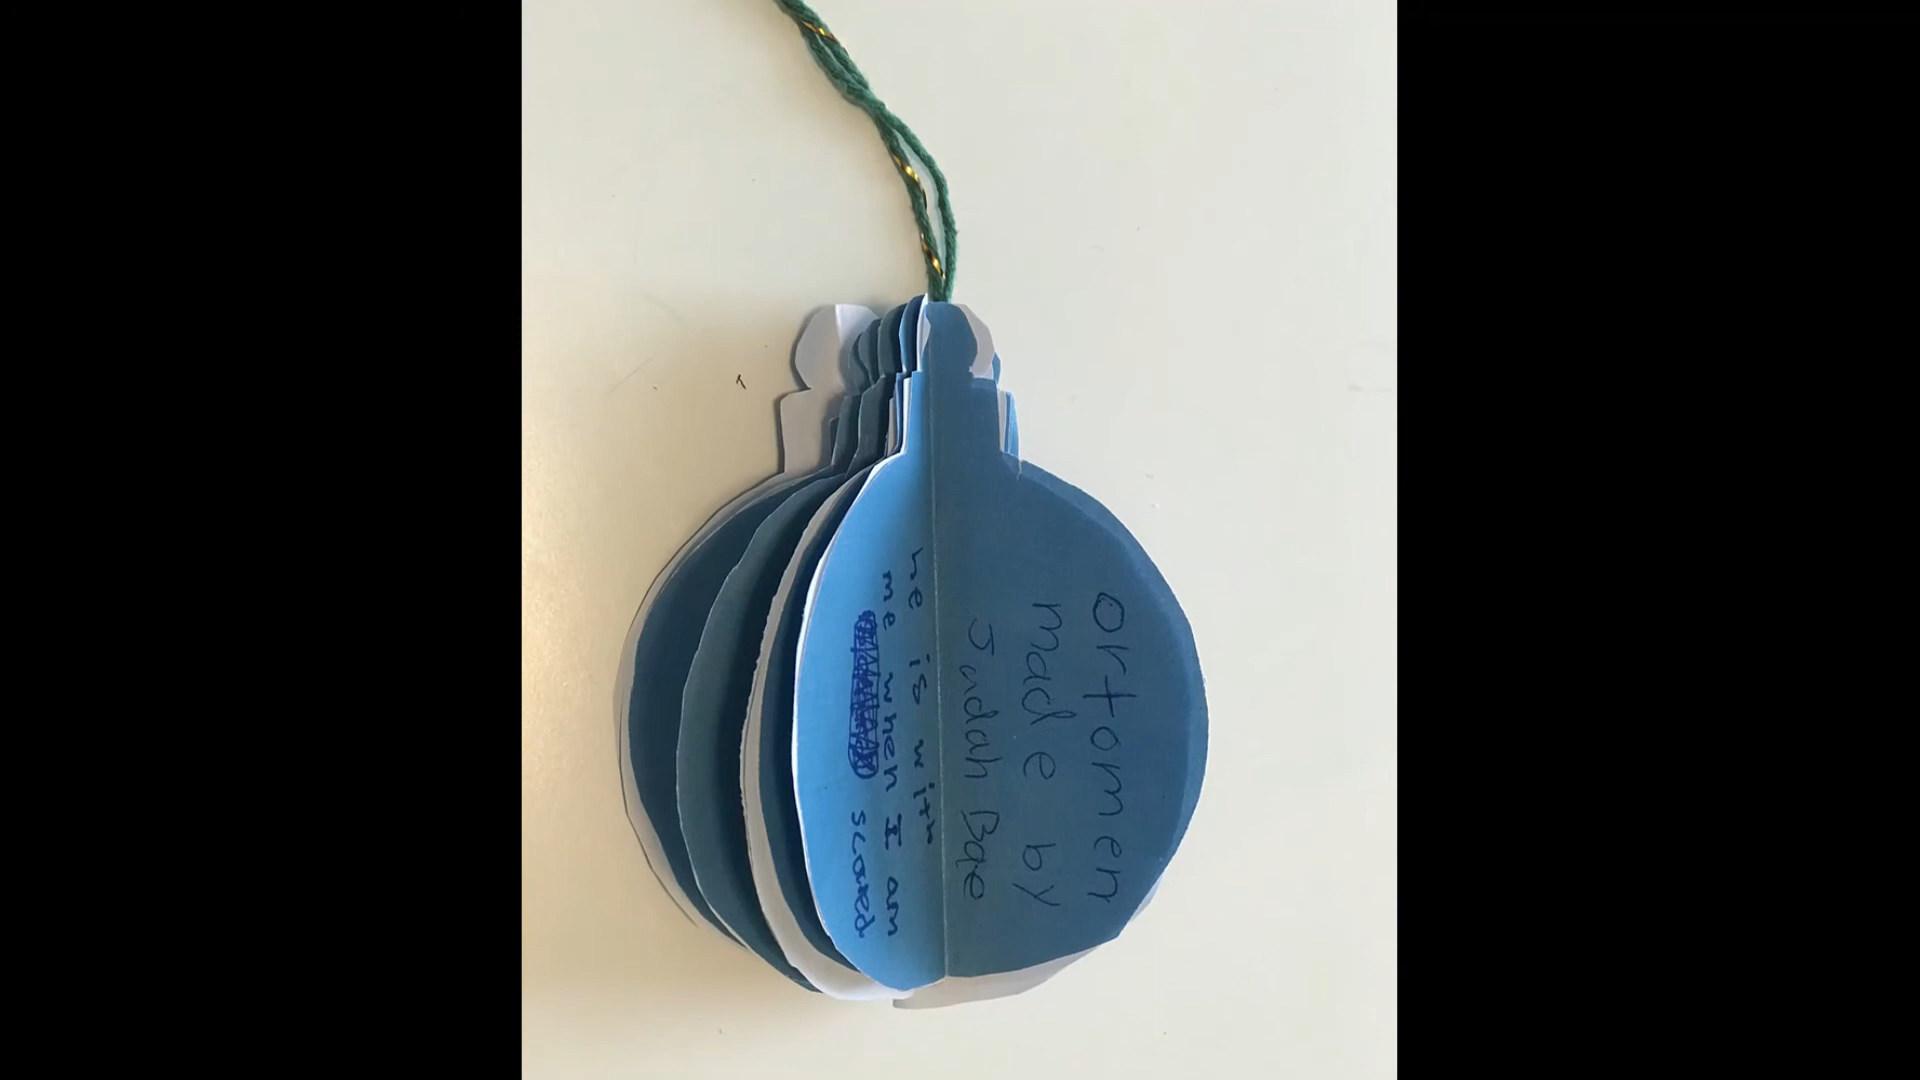 ortomen
made by
Judah Bae
he is with
me when I am
scared